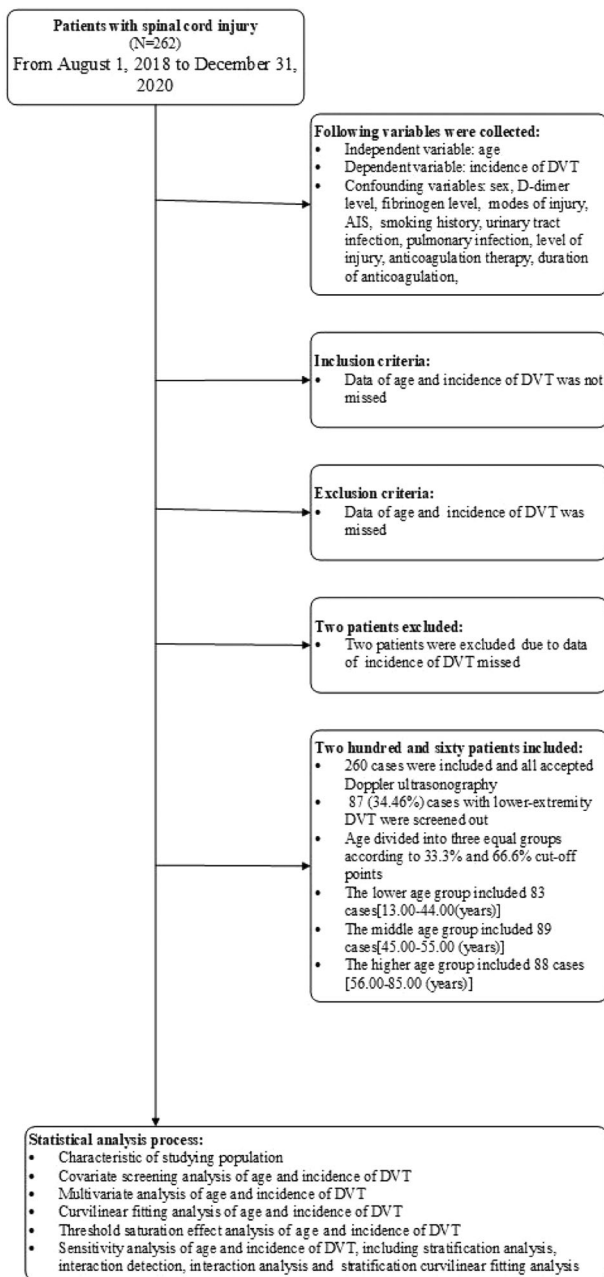 Patients with spinal cord injury
(N=262)
From August 1, 2018 to December 31,
2020
Following variables were collected:
• Independent variable: age
• Dependent variable: incidence of DVT
• Confounding variables: sex, D-dimer
level, fibrinogen level, modes of injury,
AIS, smoking history, urinary tract
infection, pulmonary infection, level of
injury, anticoagulation therapy, duration
of anticoagulation,
Inclusion criteria:
• Data of age and incidence of DVT was not
missed
Exclusion criteria:
• Data of age and incidence of DVT was
missed
Two patients excluded:
• Two patients were excluded due to data
of incidence of DVT missed
Two hundred and sixty patients included:
• 260 cases were included and all accepted
Doppler ultrasonography
• 87 (34.46%) cases with lower-extremity
DVT were screened out
• Age divided into three equal groups
according to 33.3% and 66.6% cut-off
points
• The lower age group included 83
cases[13.00-44.00(years)]
• The middle age group included 89
cases[45.00-55.00 (years)]
• The higher age group included 88 cases
[56.00-85.00 (years)]
Statistical analysis process:
• Characteristic of studying population
• Covariate screening analysis of age and incidence of DVT
• Multivariate analysis of age and incidence of DVT
• Curvilinear fitting analysis of age and incidence of DVT
• Threshold saturation effect analysis of age and incidence of DVT
• Sensitivity analysis of age and incidence of DVT, including stratification analysis,
interaction detection, interaction analysis and stratification curvilinear fitting analysis